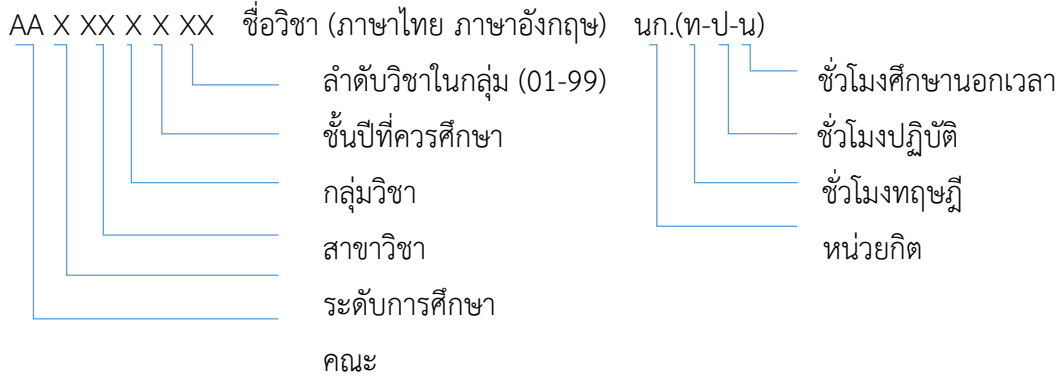 AA X XX X X XX ชื่อวิชา (ภาษาไทย ภาษาอังกฤษ) นก.(ท-ป-น)
ลำดับวิชาในกลุ่ม (01-99) ชั่วโมงศึกษานอกเวลา
ชั้นปีที่ควรศึกษา ชั่วโมงปฏิบัติ
กลุ่มวิชา ชั่วโมงทฤษฎี
สาขาวิชา หน่วยกิต
ระดับการศึกษา
คณะ